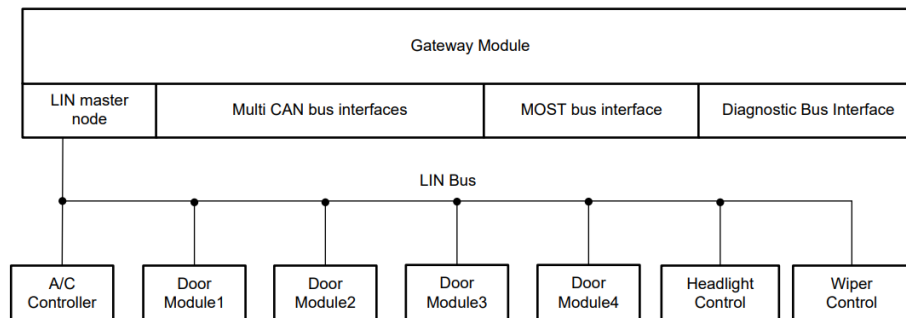 Gateway Module
LIN master
node
Multi CAN bus interfaces
MOST bus interface
Diagnostic Bus Interface
LIN Bus
A/C
Controller
Door
Module1
Door
Module2
Door
Module3
Door
Module4
Headlight
Control
Wiper
Control